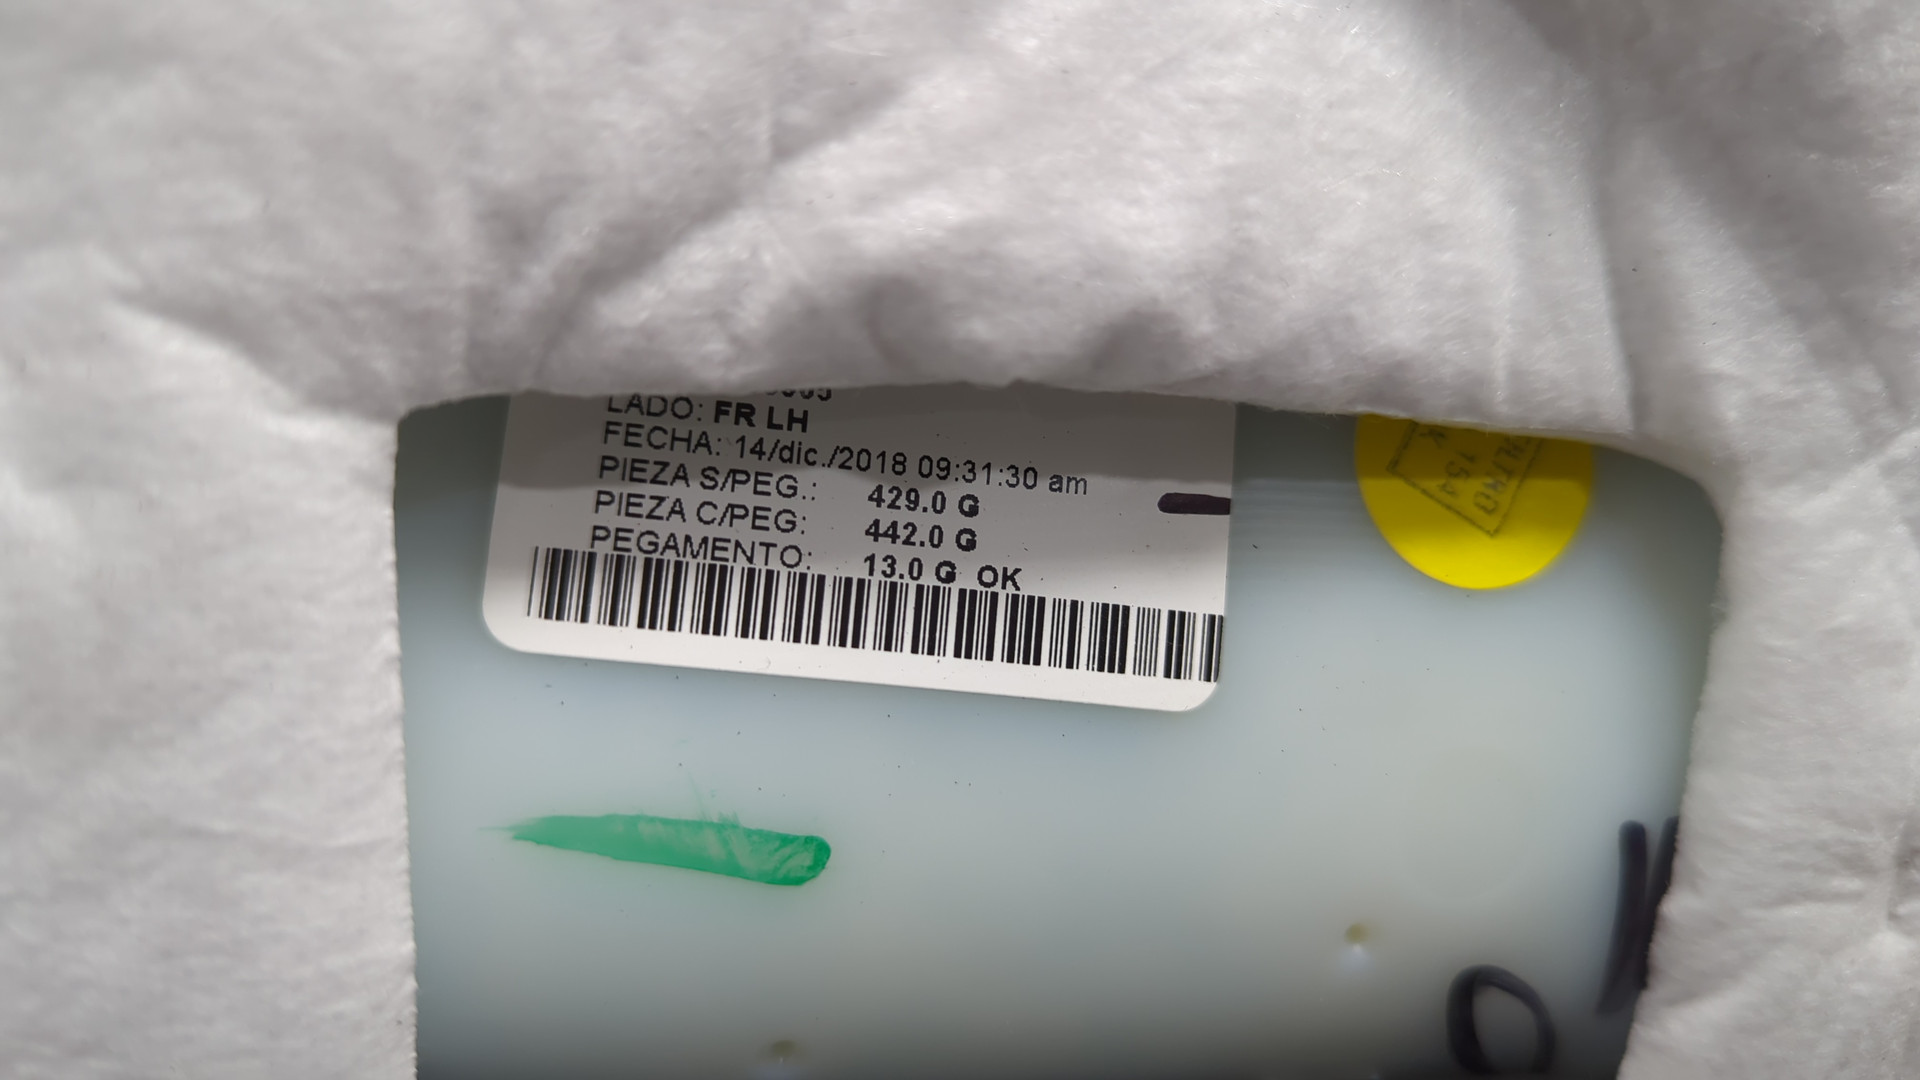 LADO: FR LH
FECHA: 14/dic./2018 09:31:30 am
PIEZA S/PEG.: 429.0 G
PIEZA C/PEG: 442.0 G
PEGAMENTO: 13.0 G OK
154